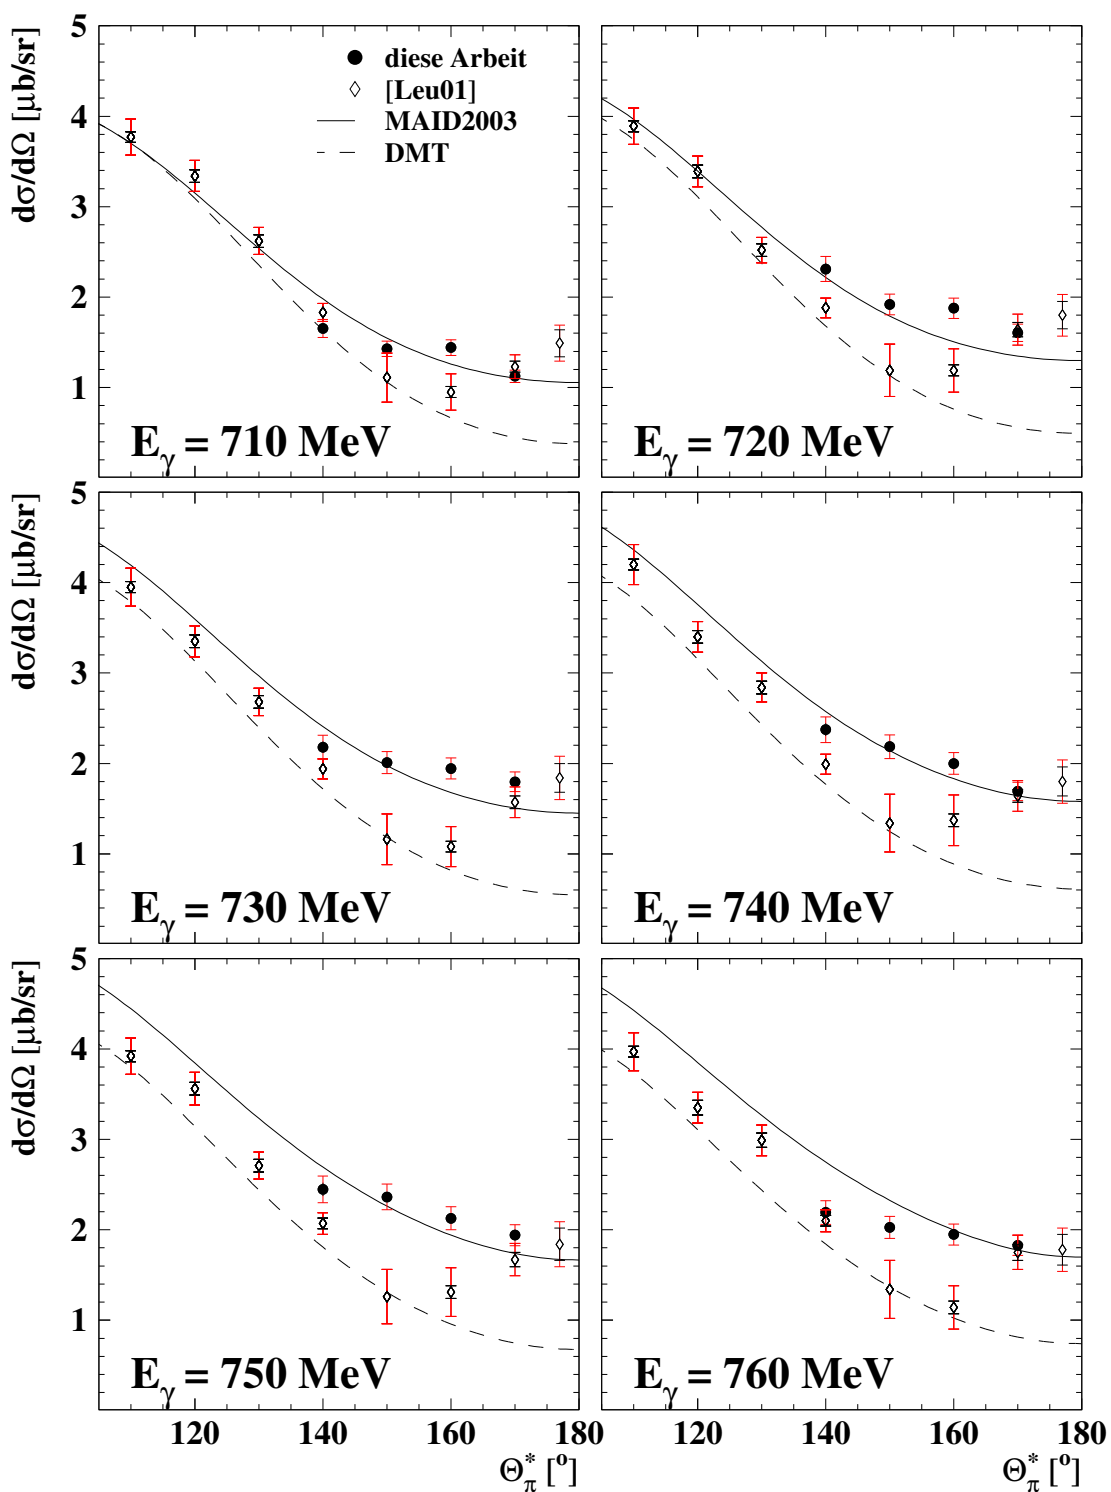 dσ/dΩ [μb/sr]
5
4
3
2
1
diese Arbeit
[Leu01]
MAID2003
DMT
E_γ = 710 MeV
E_γ = 720 MeV
dσ/dΩ [μb/sr]
5
4
3
2
1
E_γ = 730 MeV
E_γ = 740 MeV
dσ/dΩ [μb/sr]
5
4
3
2
1
E_γ = 750 MeV
E_γ = 760 MeV
120 140 160 180 120 140 160 180
Θ*_π [°] Θ*_π [°]